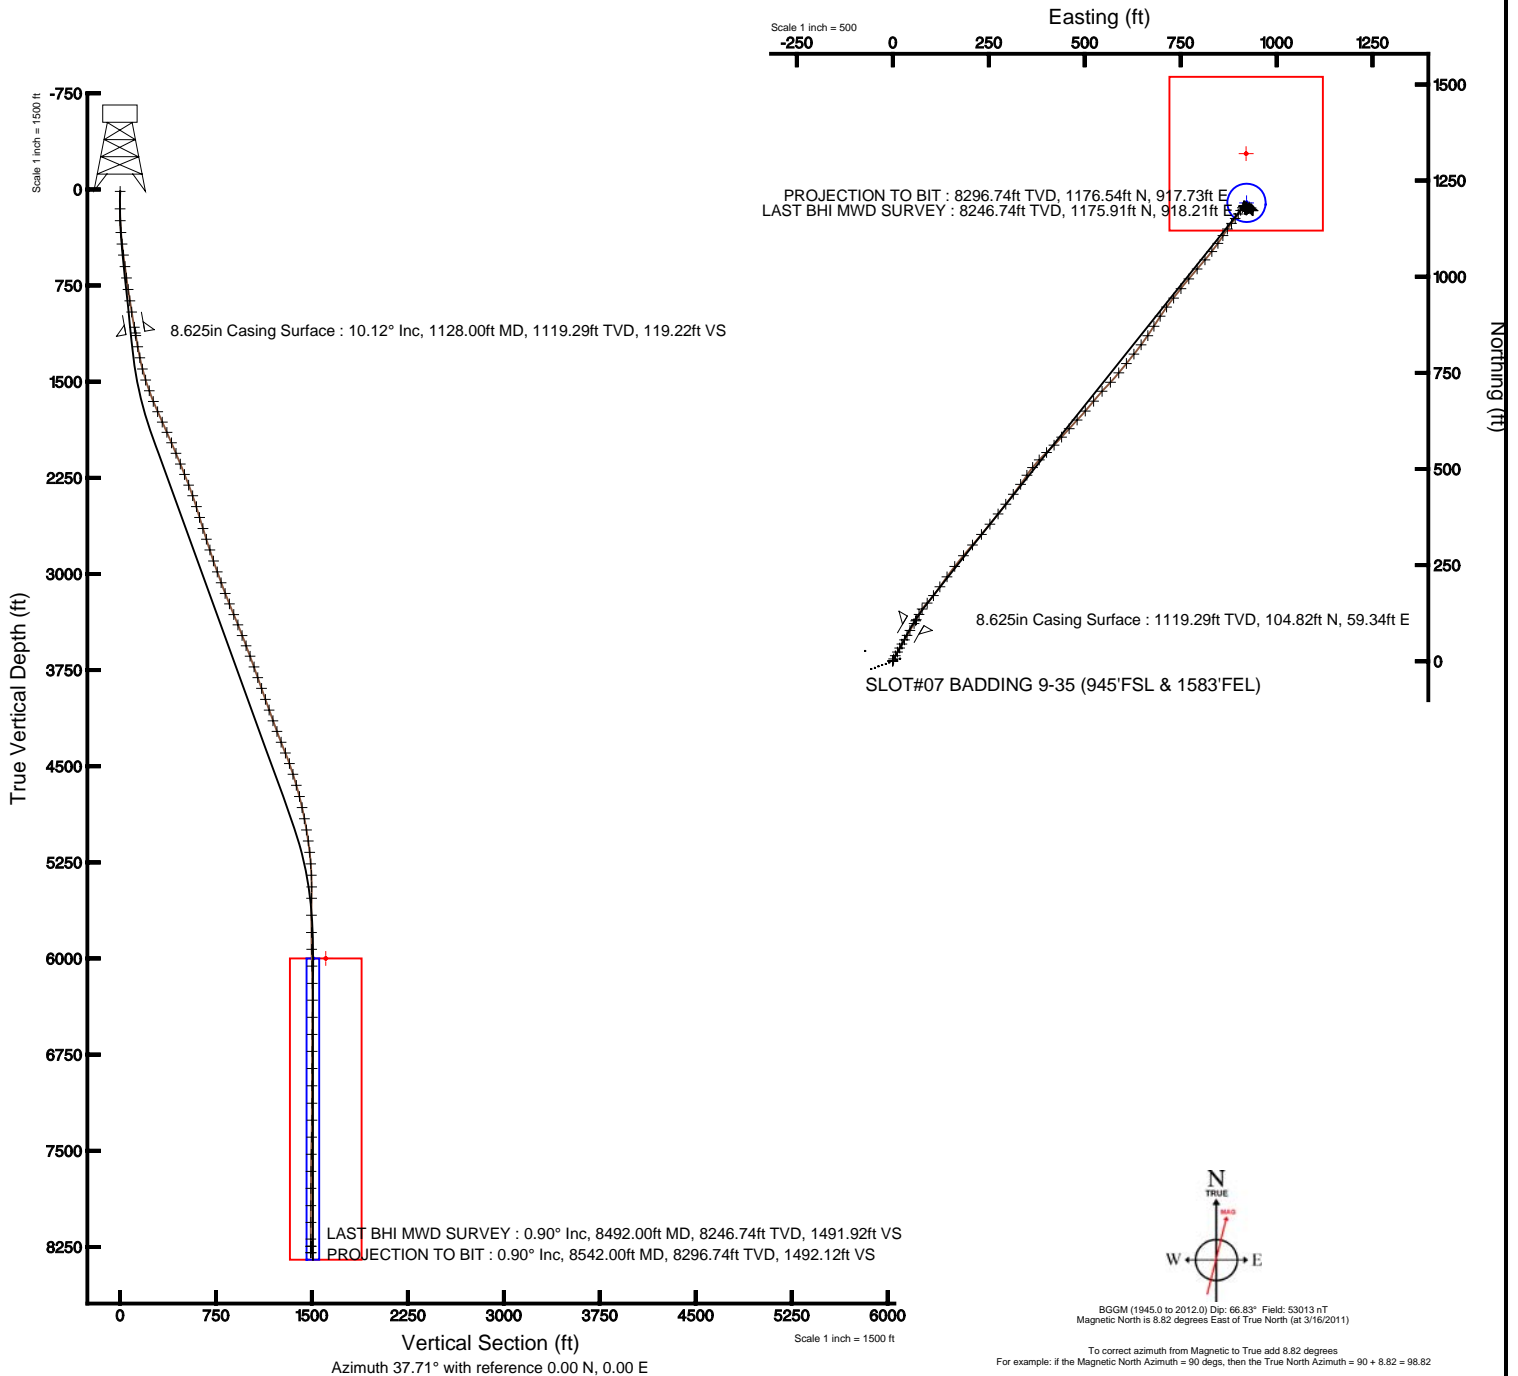 Easting (ft)
Scale 1 inch = 500
-250 0 250 500 750 1000 1250
1500
1250
1000
750
500
250
0
Northing (ft)
PROJECTION TO BIT : 8296.74ft TVD, 1176.54ft N, 917.73ft E
LAST BHI MWD SURVEY : 8246.74ft TVD, 1175.91ft N, 918.21ft E
8.625in Casing Surface : 1119.29ft TVD, 104.82ft N, 59.34ft E
SLOT#07 BADDING 9-35 (945'FSL & 1583'FEL)
Scale 1 inch = 1500 ft
-750
0
750
1500
2250
3000
3750
4500
5250
6000
6750
7500
8250
True Vertical Depth (ft)
8.625in Casing Surface : 10.12° Inc, 1128.00ft MD, 1119.29ft TVD, 119.22ft VS
LAST BHI MWD SURVEY : 0.90° Inc, 8492.00ft MD, 8246.74ft TVD, 1491.92ft VS
PROJECTION TO BIT : 0.90° Inc, 8542.00ft MD, 8296.74ft TVD, 1492.12ft VS
0 750 1500 2250 3000 3750 4500 5250 6000
Vertical Section (ft)
Scale 1 inch = 1500 ft
Azimuth 37.71° with reference 0.00 N, 0.00 E
N
TRUE
MAG
W E
BGGM (1945.0 to 2012.0) Dip: 66.83° Field: 53013 nT
Magnetic North is 8.82 degrees East of True North (at 3/16/2011)
To correct azimuth from Magnetic to True add 8.82 degrees
For example: if the Magnetic North Azimuth = 90 degs, then the True North Azimuth = 90 + 8.82 = 98.82